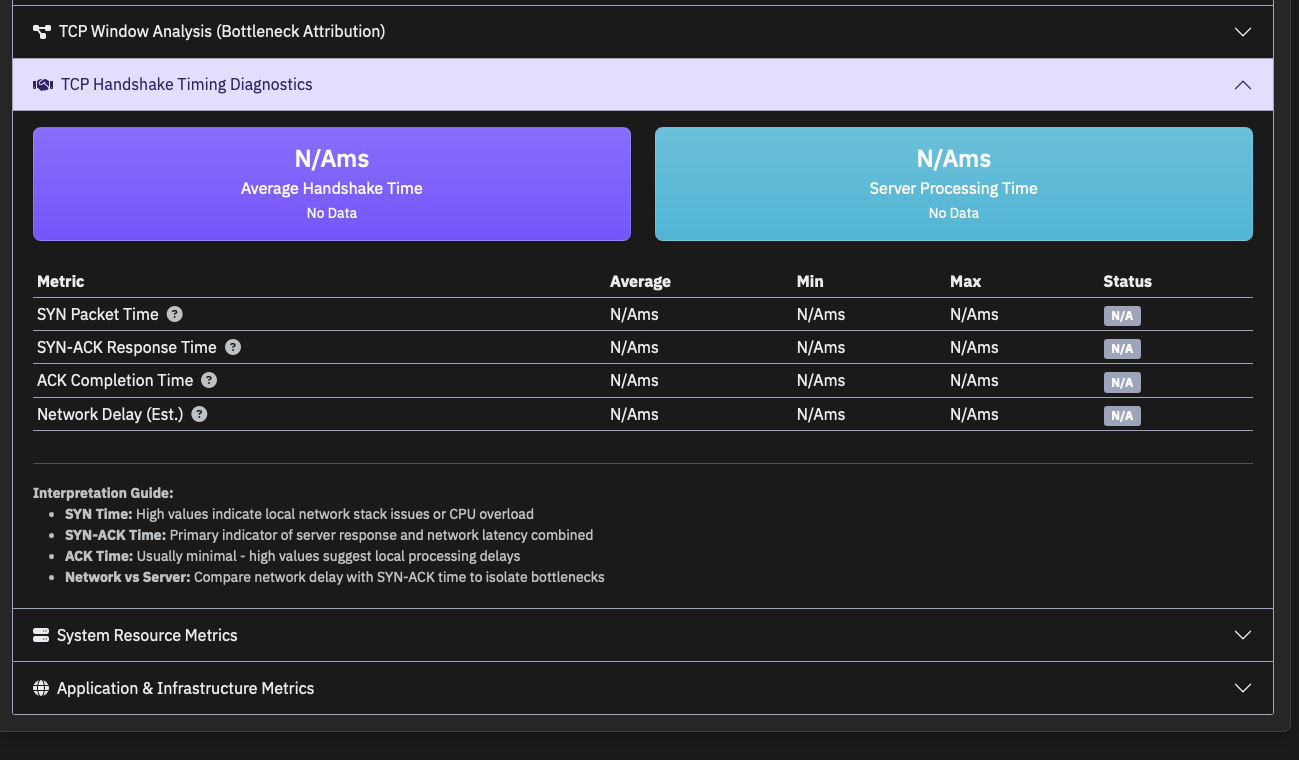 TCP Window Analysis (Bottleneck Attribution)
TCP Handshake Timing Diagnostics
N/Ams
Average Handshake Time
No Data
N/Ams
Server Processing Time
No Data
Metric Average Min Max Status
SYN Packet Time ? N/Ams N/Ams N/Ams N/A
SYN-ACK Response Time ? N/Ams N/Ams N/Ams N/A
ACK Completion Time ? N/Ams N/Ams N/Ams N/A
Network Delay (Est.) ? N/Ams N/Ams N/Ams N/A
Interpretation Guide:
• SYN Time: High values indicate local network stack issues or CPU overload
• SYN-ACK Time: Primary indicator of server response and network latency combined
• ACK Time: Usually minimal - high values suggest local processing delays
• Network vs Server: Compare network delay with SYN-ACK time to isolate bottlenecks
System Resource Metrics
Application & Infrastructure Metrics